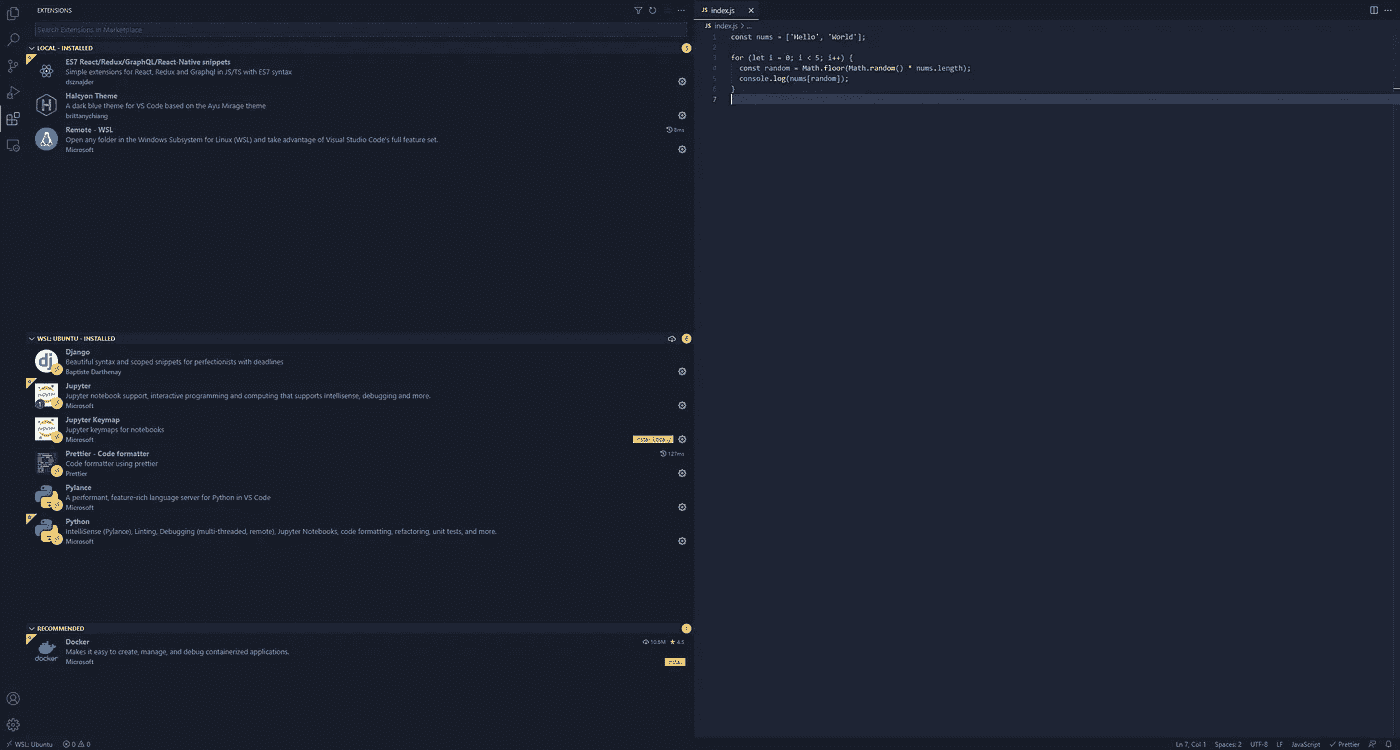 EXTENSIONS
Search Extensions in Marketplace
LOCAL - INSTALLED
3
ES7 React/Redux/GraphQL/React-Native snippets
Simple extensions for React, Redux and Graphql in JS/TS with ES7 syntax
dsznajder
Halcyon Theme
A dark blue theme for VS Code based on the Ayu Mirage theme
brittanychiang
Remote - WSL
Open any folder in the Windows Subsystem for Linux (WSL) and take advantage of Visual Studio Code's full feature set.
Microsoft
WSL: UBUNTU - INSTALLED
6
Django
Beautiful syntax and scoped snippets for perfectionists with deadlines
Baptiste Darthenay
Jupyter
Jupyter notebook support, interactive programming and computing that supports Intellisense, debugging and more.
Microsoft
Jupyter Keymap
Jupyter keymaps for notebooks
Microsoft
Prettier - Code formatter
127ms
Code formatter using prettier
Prettier
Pylance
A performant, feature-rich language server for Python in VS Code
Microsoft
Python
IntelliSense (Pylance), Linting, Debugging (multi-threaded, remote), Jupyter Notebooks, code formatting, refactoring, unit tests, and more.
Microsoft
RECOMMENDED
1
Docker
Makes it easy to create, manage, and debug containerized applications.
Microsoft
docker
WSL: Ubuntu 0 0
JS index.js
JS index.js > ...
1 const nums = ['Hello', 'World'];
2
3 for (let i = 0; i < 5; i++) {
4 const random = Math.floor(Math.random() * nums.length);
5 console.log(nums[random]);
6 }
7
Ln 7, Col 1 Spaces: 2 UTF-8 LF JavaScript Prettier